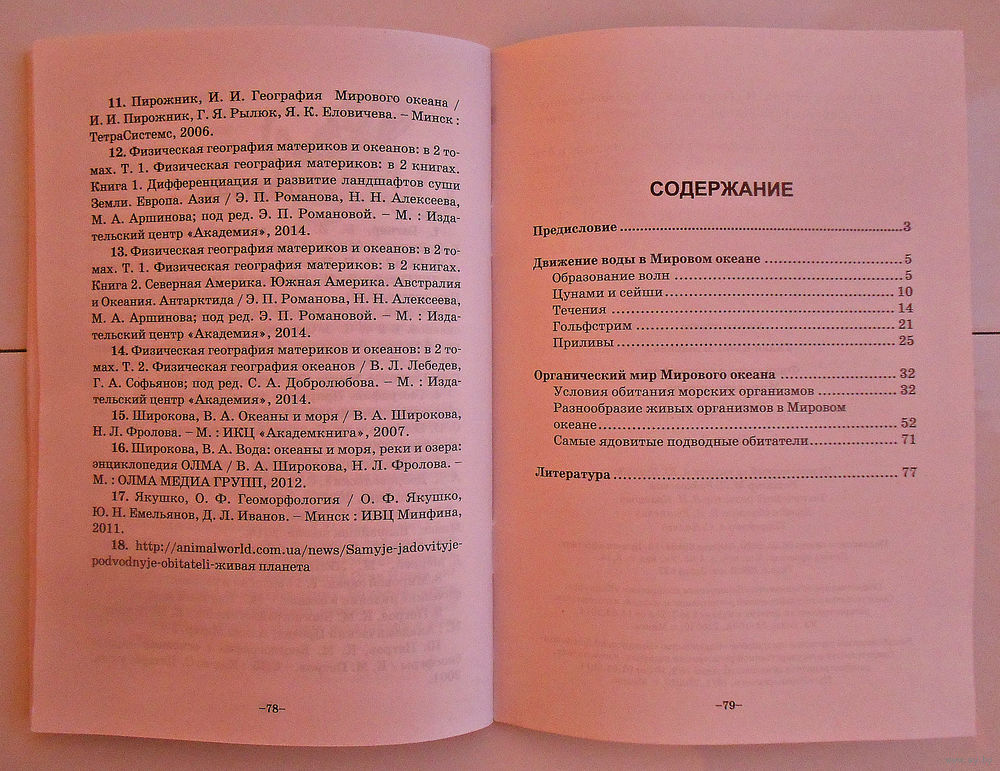 11. Пирожник, И. И. География Мирового океана /
И. И. Пирожник, Г. Я. Рылюк, Я. К. Еловичева. – Минск :
ТетраСистемс, 2006.
12. Физическая география материков и океанов: в 2 то-
мах. Т. 1. Физическая география материков: в 2 книгах.
Книга 1. Дифференциация и развитие ландшафтов суши
Земли. Европа. Азия / Э. П. Романова, Н. Н. Алексеева,
М. А. Аршинова; под ред. Э. П. Романовой. – М. : Изда-
тельский центр «Академия», 2014.
13. Физическая география материков и океанов: в 2 то-
мах. Т. 1. Физическая география материков: в 2 книгах.
Книга 2. Северная Америка. Южная Америка. Австралия
и Океания. Антарктида / Э. П. Романова, Н. Н. Алексеева,
М. А. Аршинова; под ред. Э. П. Романовой. – М. : Изда-
тельский центр «Академия», 2014.
14. Физическая география материков и океанов: в 2 то-
мах. Т. 2. Физическая география океанов / В. Л. Лебедев,
Г. А. Софьянов; под ред. С. А. Добролюбова. – М. : Изда-
тельский центр «Академия», 2014.
15. Широкова, В. А. Океаны и моря / В. А. Широкова,
Н. Л. Фролова. – М. : ИКЦ «Академкнига», 2007.
16. Широкова, В. А. Вода: океаны и моря, реки и озера:
энциклопедия ОЛМА / В. А. Широкова, Н. Л. Фролова. –
М. : ОЛМА МЕДИА ГРУПП, 2012.
17. Якушко, О. Ф. Геоморфология / О. Ф. Якушко,
Ю. Н. Емельянов, Д. Л. Иванов. – Минск : ИВЦ Минфина,
2011.
18. http://animalworld.com.ua/news/Samyje-jadovityje-
podvodnyje-obitateli-живая планета
–78–
СОДЕРЖАНИЕ
Предисловие ..... 3
Движение воды в Мировом океане ..... 5
Образование волн ..... 5
Цунами и сейши ..... 10
Течения ..... 14
Гольфстрим ..... 21
Приливы ..... 25
Органический мир Мирового океана ..... 32
Условия обитания морских организмов ..... 32
Разнообразие живых организмов в Мировом
океане ..... 52
Самые ядовитые подводные обитатели ..... 71
Литература ..... 77
–79–